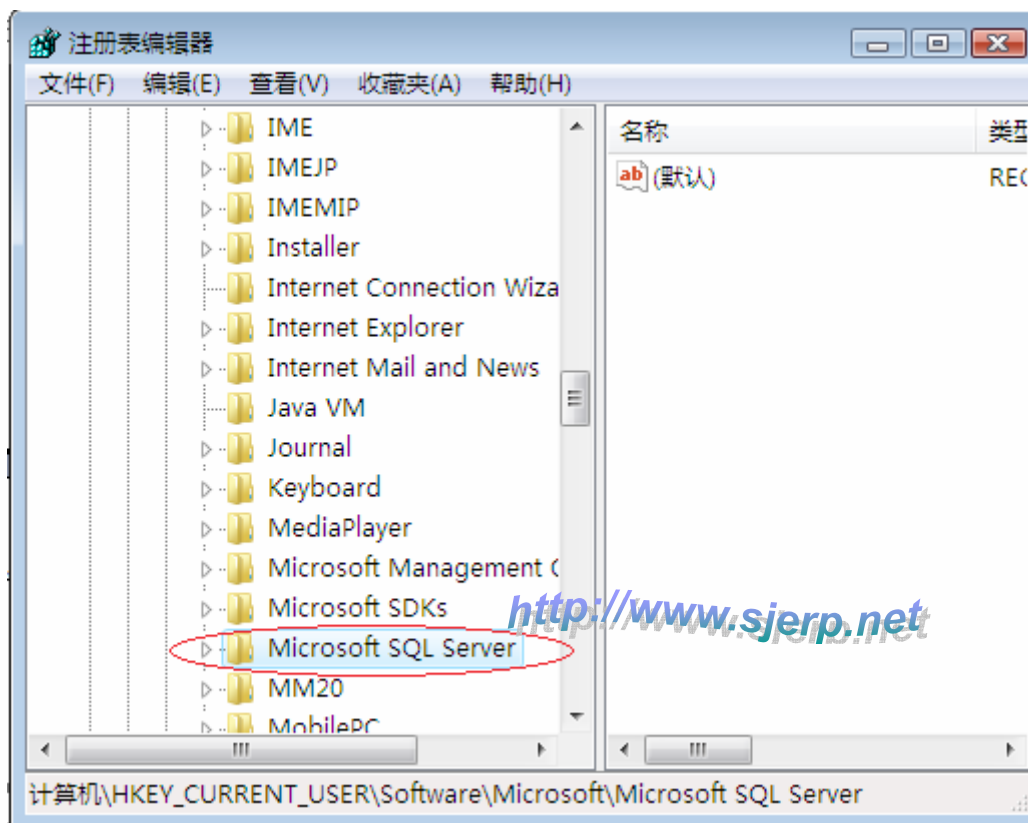 注册表编辑器
文件(F) 编辑(E) 查看(V) 收藏夹(A) 帮助(H)
IME
IMEJP
IMEMIP
Installer
Internet Connection Wiza
Internet Explorer
Internet Mail and News
Java VM
Journal
Keyboard
MediaPlayer
Microsoft Management
Microsoft SDKs
Microsoft SQL Server
MM20
MobilePC
名称 类型
ab (默认) REG
http://www.sjerp.net
计算机\HKEY_CURRENT_USER\Software\Microsoft\Microsoft SQL Server